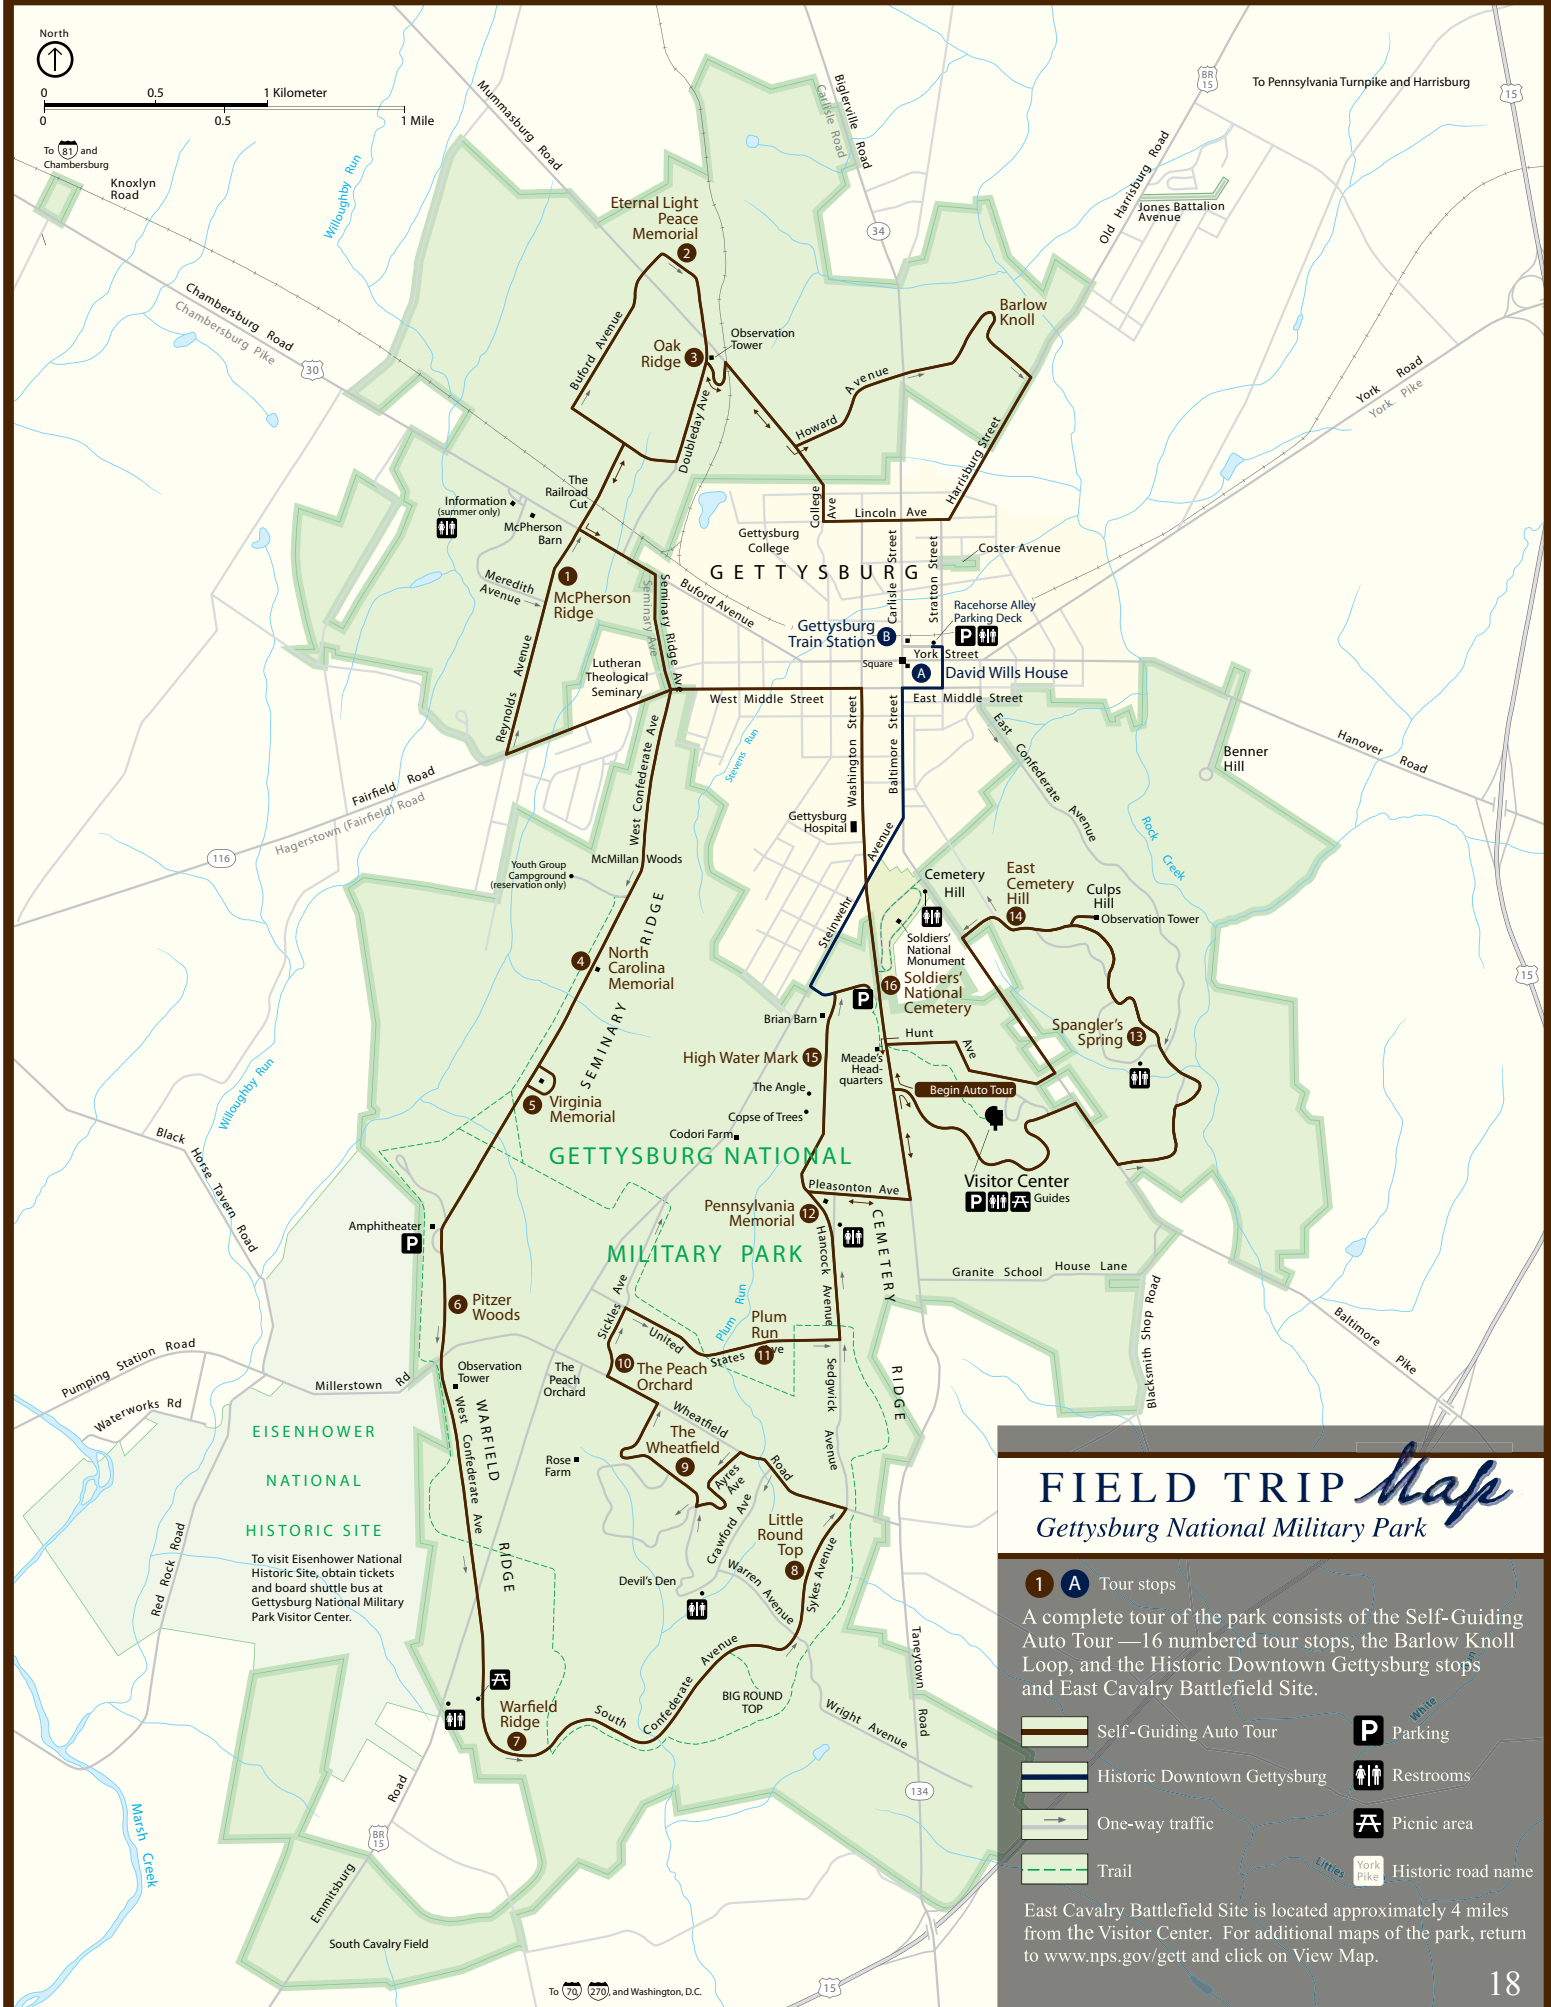 North
0 0.5 1 Kilometer
0 0.5 1 Mile
To 81 and
Chambersburg
Knoxlyn
Road
Willoughby Run
Mummasburg Road
Biglerville Road
Carlisle Road
BR
15
To Pennsylvania Turnpike and Harrisburg
15
Old Harrisburg Road
Jones Battalion
Avenue
34
Eternal Light
Peace
Memorial
2
Chambersburg Road
Chambersburg Pike
30
Buford Avenue
Oak
Ridge
3
Observation
Tower
Barlow
Knoll
Howard Avenue
Doubleday Ave
Harrisburg Street
York Road
York Pike
The
Railroad
Cut
Information
(summer only)
McPherson
Barn
College
Ave
Lincoln Ave
Gettysburg
College
GETTYSBURG
Carlisle Street
Stratton Street
Coster Avenue
Meredith
Avenue
1
McPherson
Ridge
Seminary Ave
Seminary Ridge Ave
Buford Avenue
Racehorse Alley
Parking Deck
P
Gettysburg
Train Station
B
Square
York Street
A
David Wills House
Lutheran
Theological
Seminary
Reynolds Avenue
West Middle Street
East Middle Street
Washington Street
Baltimore Street
Stevens Run
East Confederate Avenue
Benner
Hill
Hanover Road
Fairfield Road
Hagerstown (Fairfield) Road
116
West Confederate Ave
Gettysburg
Hospital
Rock Creek
McMillan Woods
Youth Group
Campground
(reservation only)
Steinwehr Avenue
Cemetery
Hill
East
Cemetery
Hill
14
Culps
Hill
Observation Tower
Soldiers'
National
Monument
15
4
North
Carolina
Memorial
SEMINARY RIDGE
16
Soldiers'
National
Cemetery
P
Brian Barn
Hunt Ave
Spangler's
Spring
13
High Water Mark
15
Meade's
Head-
quarters
Begin Auto Tour
The Angle
Copse of Trees
Codori Farm
5
Virginia
Memorial
Willoughby Run
Black Horse Tavern Road
GETTYSBURG NATIONAL
MILITARY PARK
Visitor Center
P
Guides
Pleasonton Ave
Pennsylvania
Memorial
12
Hancock Avenue
CEMETERY RIDGE
Amphitheater
P
Granite School House Lane
Blacksmith Shop Road
Baltimore Pike
6
Pitzer
Woods
Sickles Ave
United States Ave
Plum Run
Plum
Run
11
Pumping Station Road
Waterworks Rd
Millerstown Rd
Observation
Tower
The
Peach
Orchard
10
The Peach
Orchard
Sedgwick Avenue
EISENHOWER
NATIONAL
HISTORIC SITE
To visit Eisenhower National
Historic Site, obtain tickets
and board shuttle bus at
Gettysburg National Military
Park Visitor Center.
WARFIELD RIDGE
West Confederate Ave
Wheatfield Road
The
Wheatfield
9
Rose
Farm
Ayres
Ave
Crawford Ave
Little
Round
Top
8
Sykes Avenue
Warren Avenue
Devil's Den
Red Rock Road
Taneytown Road
South Confederate Avenue
BIG ROUND
TOP
Wright Avenue
Warfield
Ridge
7
134
Marsh Creek
BR
15
Emmitsburg Road
South Cavalry Field
To 70 270, and Washington, D.C.
15
FIELD TRIP Map
Gettysburg National Military Park
1 A Tour stops
A complete tour of the park consists of the Self-Guiding
Auto Tour —16 numbered tour stops, the Barlow Knoll
Loop, and the Historic Downtown Gettysburg stops
and East Cavalry Battlefield Site.
Self-Guiding Auto Tour
Historic Downtown Gettysburg
One-way traffic
Trail
P Parking
Restrooms
Picnic area
York
Pike
Historic road name
White
Littles
East Cavalry Battlefield Site is located approximately 4 miles
from the Visitor Center. For additional maps of the park, return
to www.nps.gov/gett and click on View Map.
18